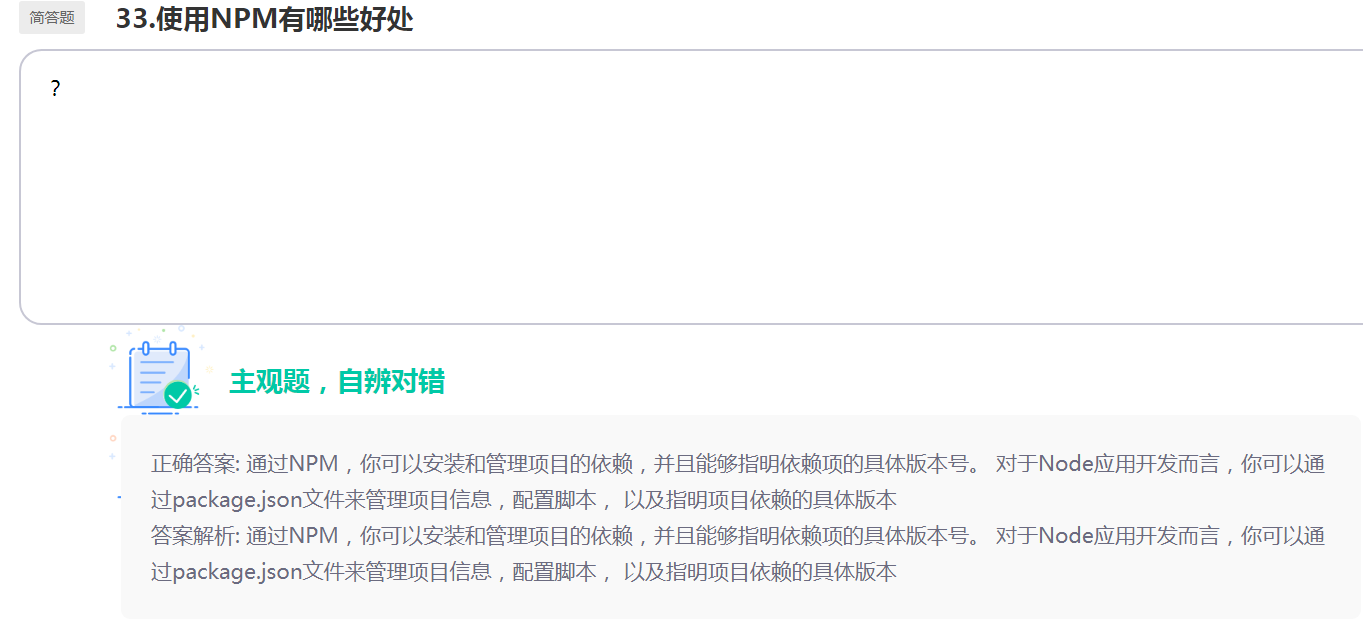 简答题 33.使用NPM有哪些好处
?
主观题，自辨对错
正确答案: 通过NPM，你可以安装和管理项目的依赖，并且能够指明依赖项的具体版本号。 对于Node应用开发而言，你可以通
过package.json文件来管理项目信息，配置脚本， 以及指明项目依赖的具体版本
答案解析: 通过NPM，你可以安装和管理项目的依赖，并且能够指明依赖项的具体版本号。 对于Node应用开发而言，你可以通
过package.json文件来管理项目信息，配置脚本， 以及指明项目依赖的具体版本